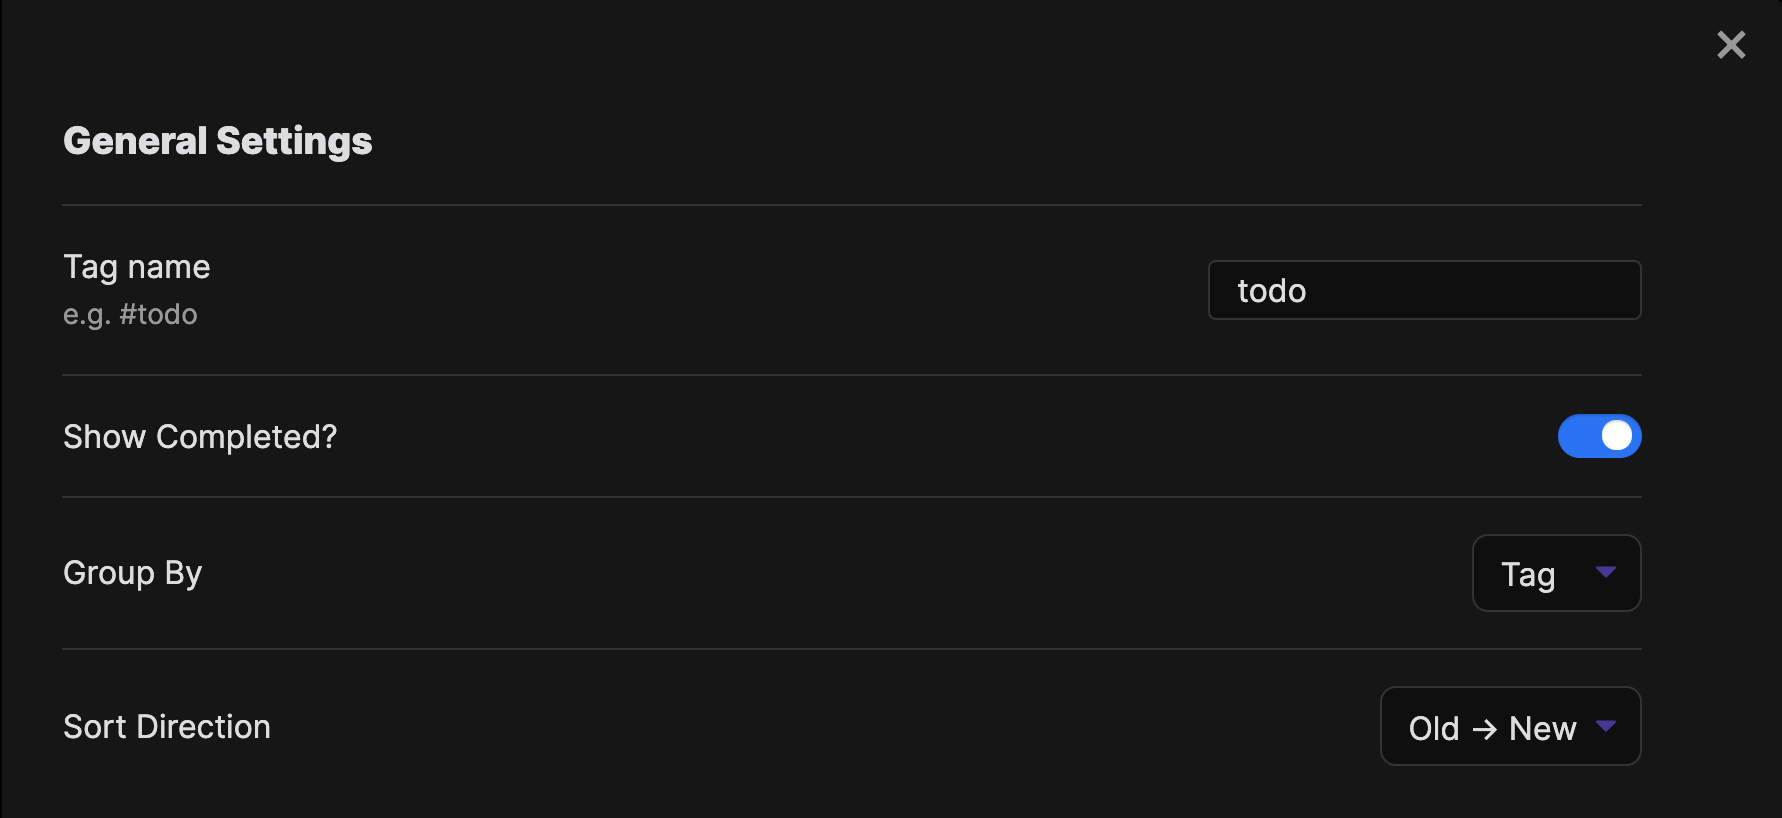 General Settings
Tag name
e.g. #todo
todo
Show Completed?
Group By
Tag
Sort Direction
Old → New